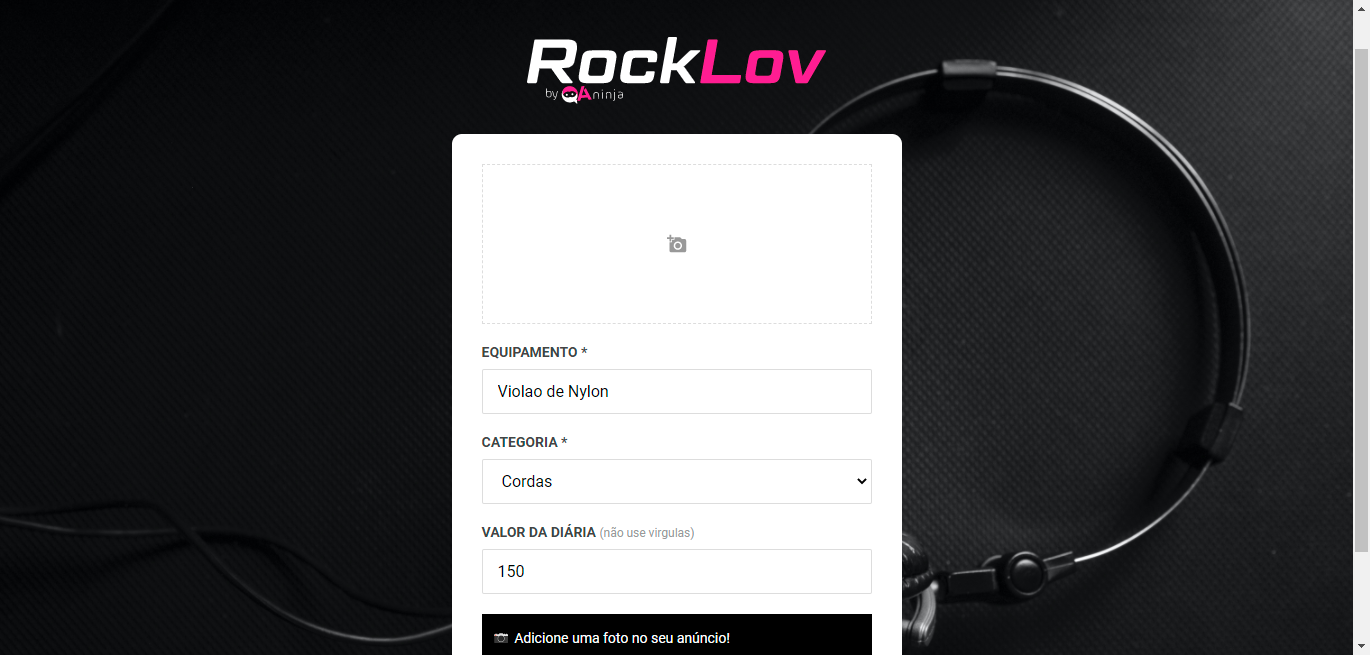 RockLov
by QAninja
EQUIPAMENTO *
Violao de Nylon
CATEGORIA *
Cordas
VALOR DA DIÁRIA (não use virgulas)
150
Adicione uma foto no seu anúncio!